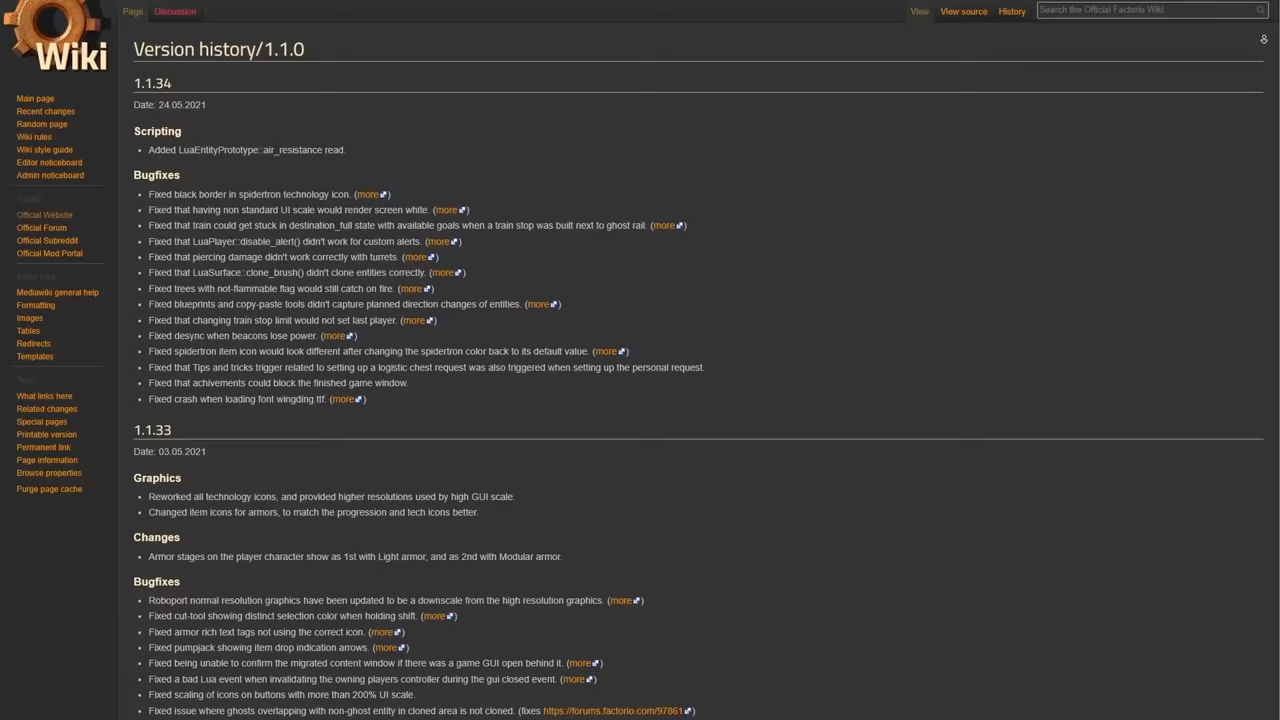 Page
Discussion
View
View source
History
Search the Official Factorio Wiki
Wiki
Main page
Recent changes
Random page
Wiki rules
Wiki style guide
Editor noticeboard
Admin noticeboard
Official Website
Official Forum
Official Subreddit
Official Mod Portal
Mediawiki general help
Formatting
Images
Tables
Redirects
Templates
What links here
Related changes
Special pages
Printable version
Permanent link
Page information
Browse properties
Purge page cache
Version history/1.1.0
1.1.34
Date: 24.05.2021
Scripting
• Added LuaEntityPrototype::air_resistance read.
Bugfixes
• Fixed black border in spidertron technology icon. (more)
• Fixed that having non standard UI scale would render screen white. (more)
• Fixed that train could get stuck in destination_full state with available goals when a train stop was built next to ghost rail. (more)
• Fixed that LuaPlayer::disable_alert() didn't work for custom alerts. (more)
• Fixed that piercing damage didn't work correctly with turrets. (more)
• Fixed that LuaSurface::clone_brush() didn't clone entities correctly. (more)
• Fixed trees with not-flammable flag would still catch on fire. (more)
• Fixed blueprints and copy-paste tools didn't capture planned direction changes of entities. (more)
• Fixed that changing train stop limit would not set last player. (more)
• Fixed desync when beacons lose power. (more)
• Fixed spidertron item icon would look different after changing the spidertron color back to its default value. (more)
• Fixed that Tips and tricks trigger related to setting up a logistic chest request was also triggered when setting up the personal request.
• Fixed that achivements could block the finished game window.
• Fixed crash when loading font wingding.ttf. (more)
1.1.33
Date: 03.05.2021
Graphics
• Reworked all technology icons, and provided higher resolutions used by high GUI scale.
• Changed item icons for armors, to match the progression and tech icons better.
Changes
• Armor stages on the player character show as 1st with Light armor, and as 2nd with Modular armor.
Bugfixes
• Roboport normal resolution graphics have been updated to be a downscale from the high resolution graphics. (more)
• Fixed cut-tool showing distinct selection color when holding shift. (more)
• Fixed armor rich text tags not using the correct icon. (more)
• Fixed pumpjack showing item drop indication arrows. (more)
• Fixed being unable to confirm the migrated content window if there was a game GUI open behind it. (more)
• Fixed a bad Lua event when invalidating the owning players controller during the gui closed event. (more)
• Fixed scaling of icons on buttons with more than 200% UI scale.
• Fixed issue where ghosts overlapping with non-ghost entity in cloned area is not cloned. (fixes https://forums.factorio.com/97861)